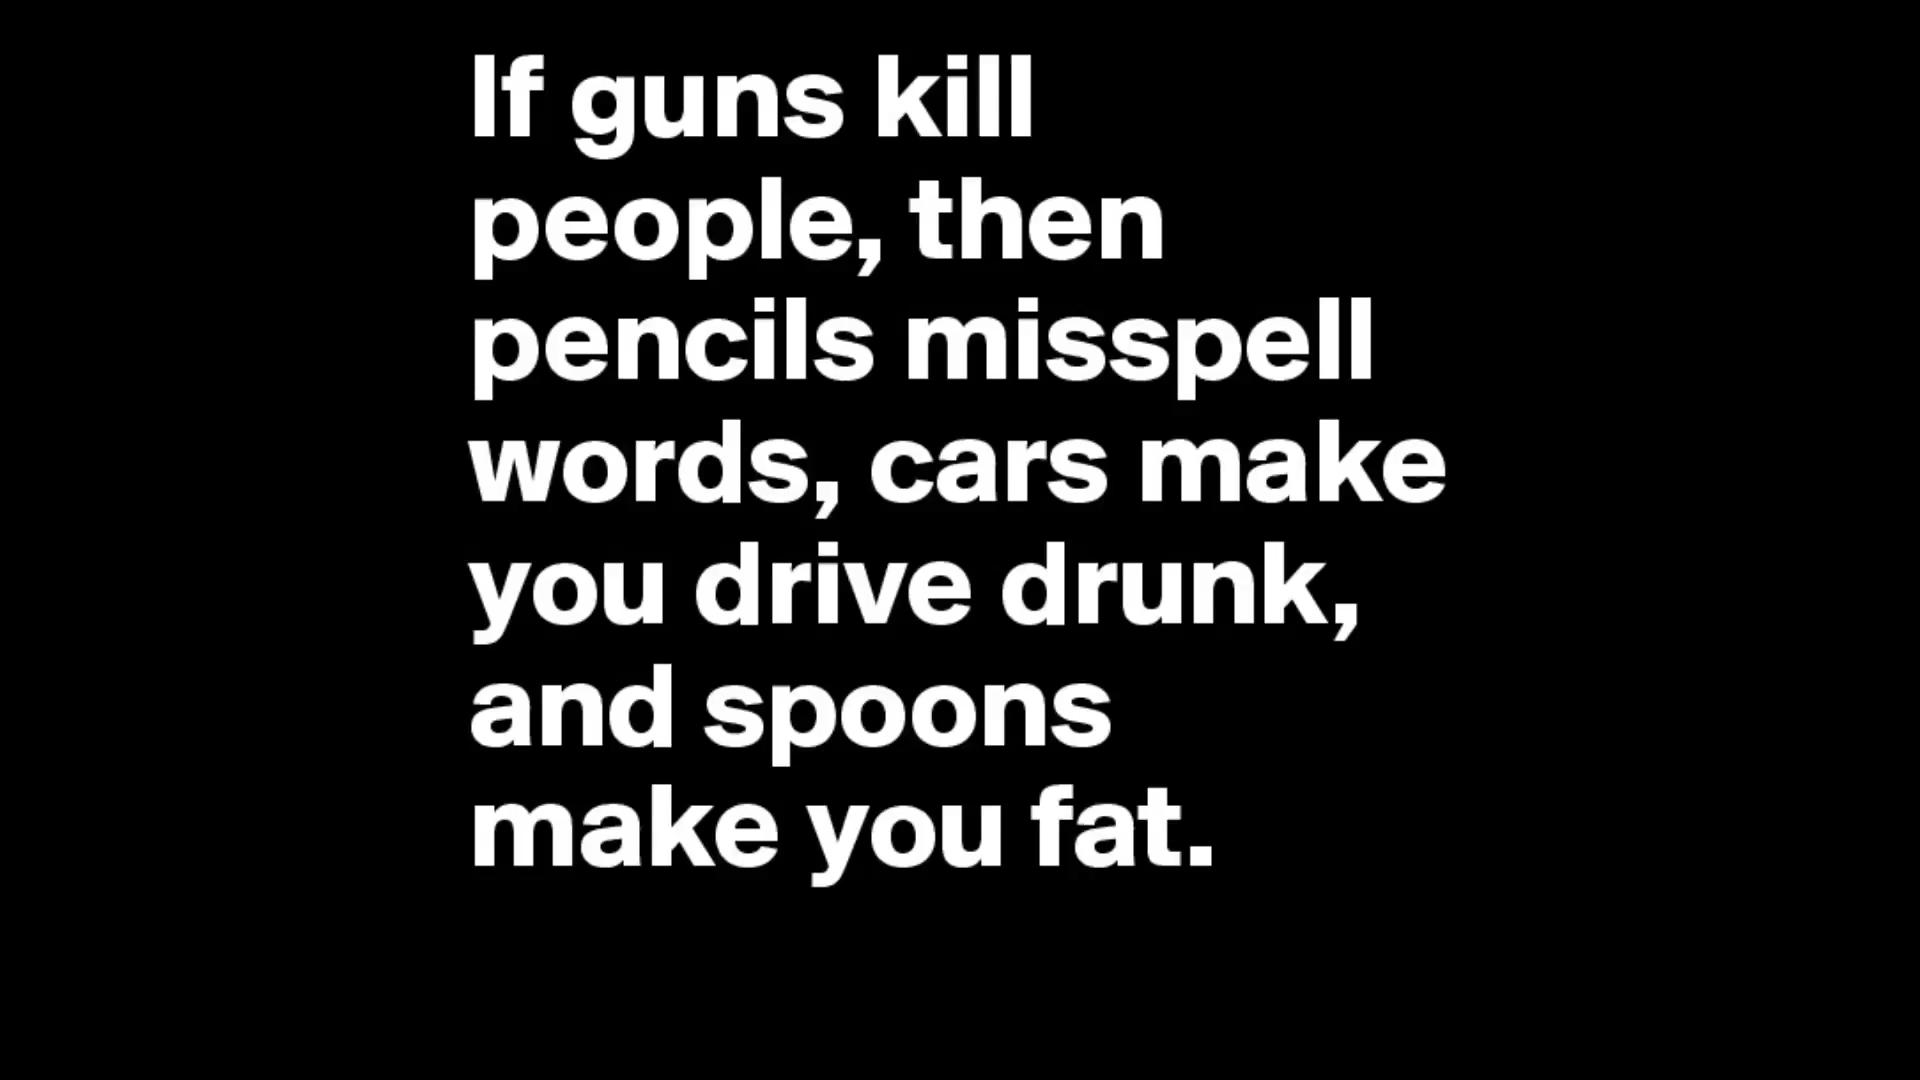 If guns kill
people, then
pencils misspell
words, cars make
you drive drunk,
and spoons
make you fat.